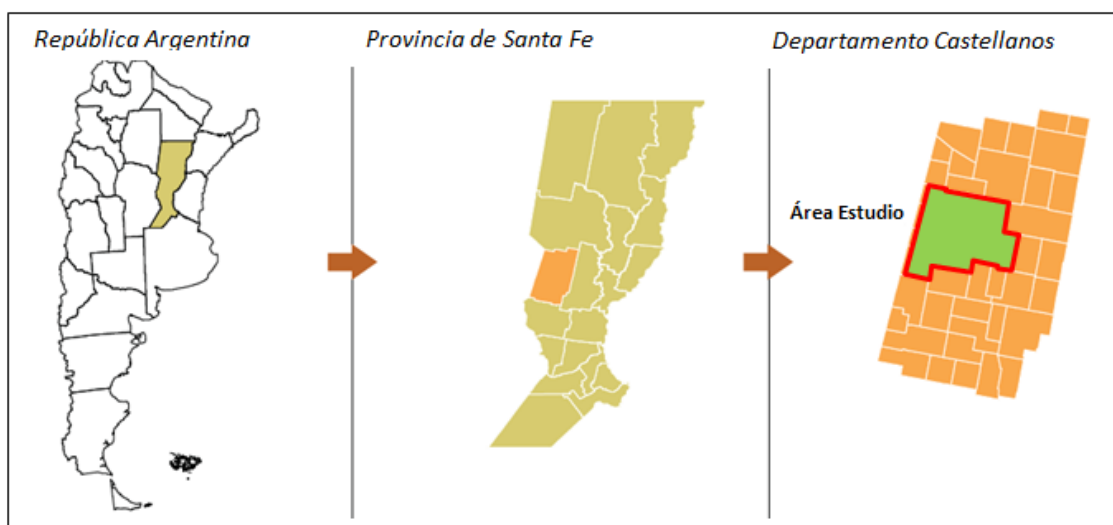 República Argentina
Provincia de Santa Fe
Departamento Castellanos
Área Estudio